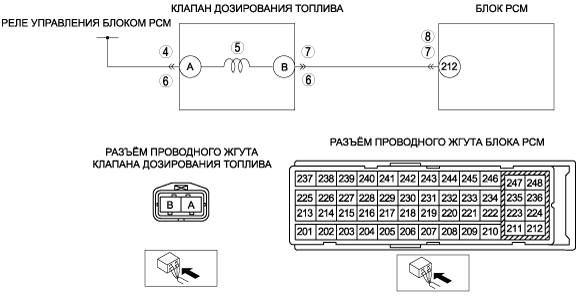 КЛАПАН ДОЗИРОВАНИЯ ТОПЛИВА
БЛОК PCM
РЕЛЕ УПРАВЛЕНИЯ БЛОКОМ PCM
4
5
7
8
7
A
B
212
6
6
РАЗЪЁМ ПРОВОДНОГО ЖГУТА
КЛАПАНА ДОЗИРОВАНИЯ ТОПЛИВА
B A
РАЗЪЁМ ПРОВОДНОГО ЖГУТА БЛОКА PCM
237 238 239 240 241 242 243 244 245 246 247 248
225 226 227 228 229 230 231 232 233 234 235 236
213 214 215 216 217 218 219 220 221 222 223 224
201 202 203 204 205 206 207 208 209 210 211 212